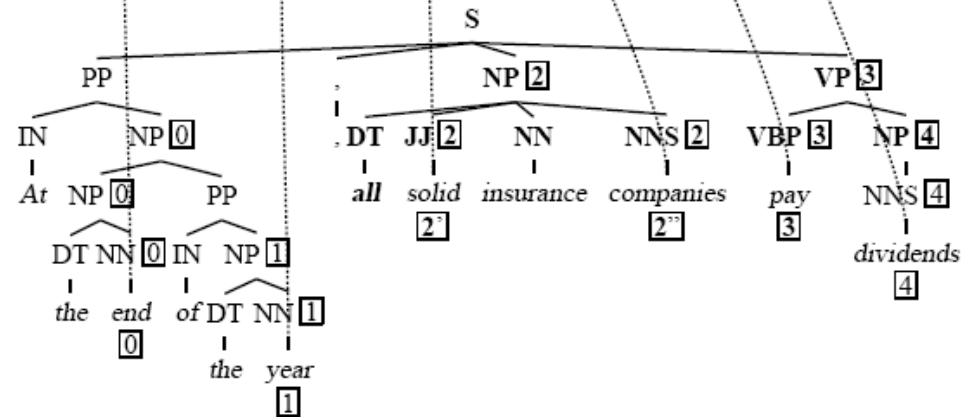 S
PP , NP 2 VP 3
IN NP 0 , DT JJ 2 NN NNS 2 VBP 3 NP 4
At NP 0 PP all solid insurance companies pay NNS 4
2' 2'' 3
DT NN 0 IN NP 1 dividends
the end of DT NN 1 4
0
the year
1